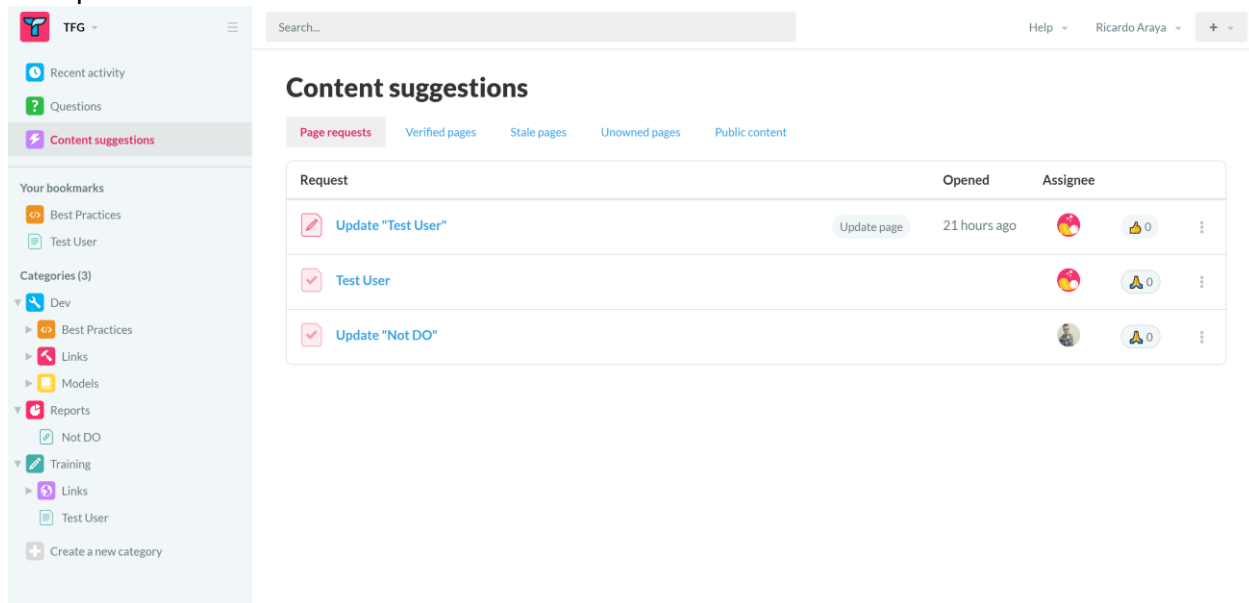 TFG
Search...
Help
Ricardo Araya
+
Recent activity
Questions
Content suggestions
Your bookmarks
Best Practices
Test User
Categories (3)
Dev
Best Practices
Links
Models
Reports
Not DO
Training
Links
Test User
Create a new category
Content suggestions
Page requests Verified pages Stale pages Unowned pages Public content
Request Opened Assignee
Update "Test User" Update page 21 hours ago 0
Test User 0
Update "Not DO" 0